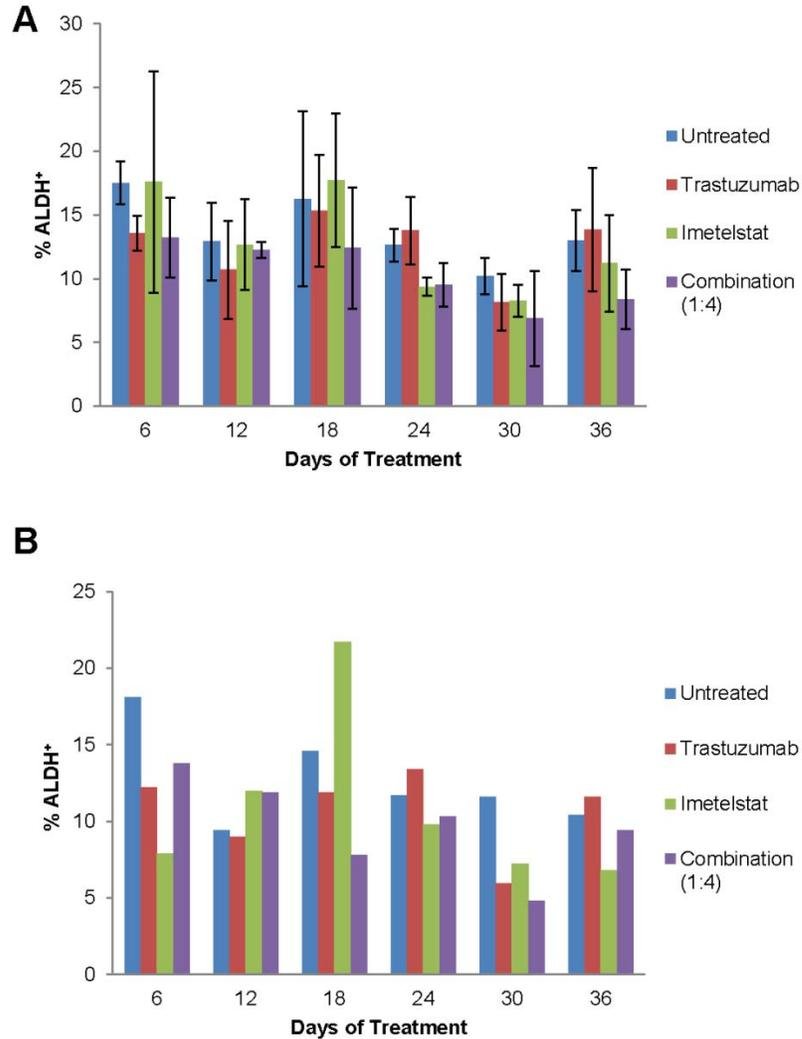 A
30
25
20
15
10
5
0
% ALDH⁺
6 12 18 24 30 36
Days of Treatment
Untreated
Trastuzumab
Imetelstat
Combination
(1:4)
B
25
20
15
10
5
0
% ALDH⁺
6 12 18 24 30 36
Days of Treatment
Untreated
Trastuzumab
Imetelstat
Combination
(1:4)